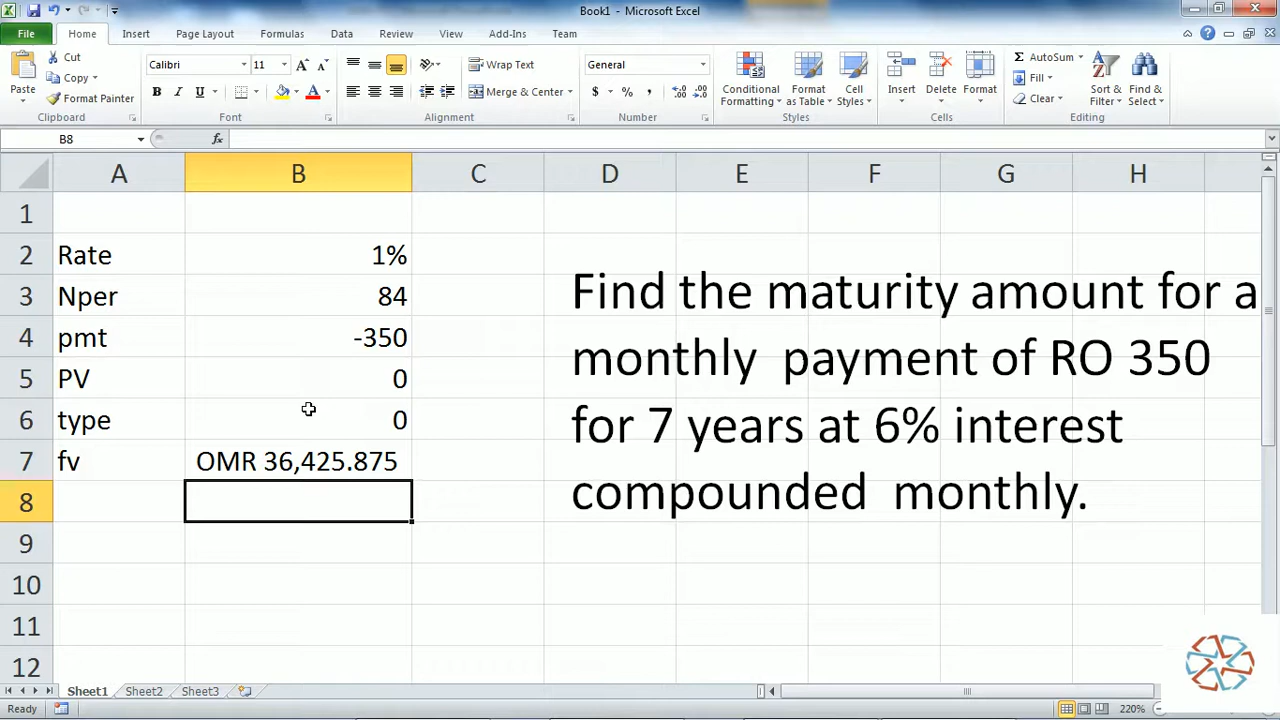 Book1 - Microsoft Excel
File Home Insert Page Layout Formulas Data Review View Add-Ins Team
Cut
Copy
Format Painter
Paste
Clipboard
Calibri 11
B I U
Font
Wrap Text
Merge & Center
Alignment
General
$ % ,
Number
Conditional Formatting
Format as Table
Cell Styles
Styles
Insert Delete Format
Cells
AutoSum
Fill
Clear
Sort & Filter
Find & Select
Editing
B8 fx
A B C D E F G H
1
2 Rate 1%
3 Nper 84
4 pmt -350
5 PV 0
6 type 0
7 fv OMR 36,425.875
8
9
10
11
12
Find the maturity amount for a
monthly payment of RO 350
for 7 years at 6% interest
compounded monthly.
Sheet1 Sheet2 Sheet3
Ready 220%